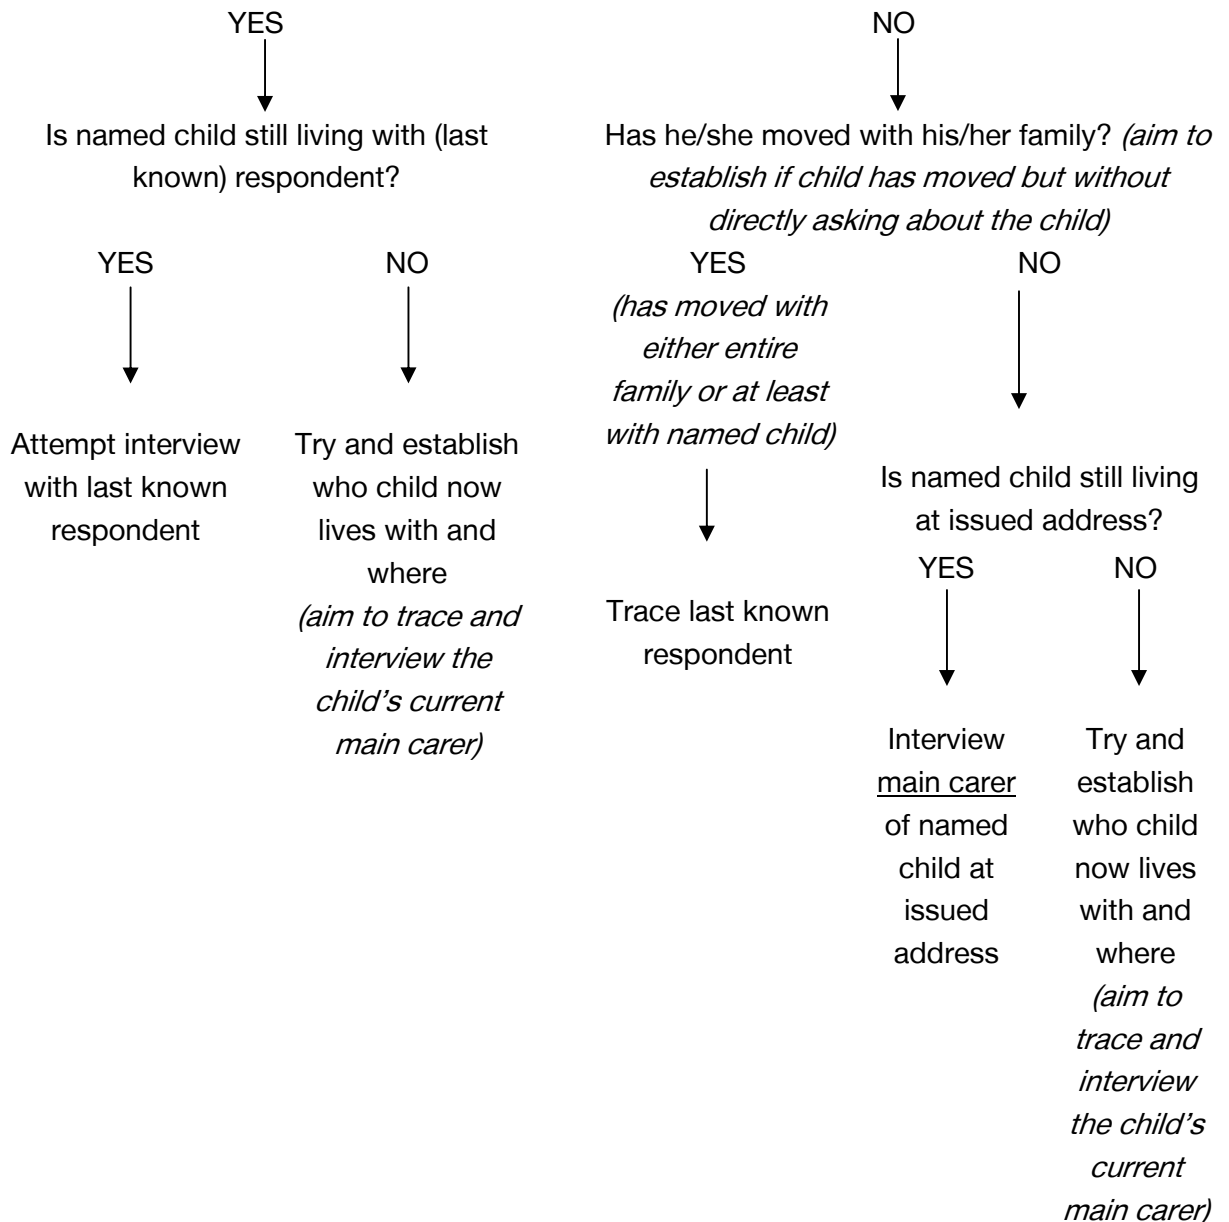 YES
Is named child still living with (last
known) respondent?
YES
Attempt interview
with last known
respondent
NO
Try and establish
who child now
lives with and
where
(aim to trace and
interview the
child's current
main carer)
NO
Has he/she moved with his/her family? (aim to
establish if child has moved but without
directly asking about the child)
YES
(has moved with
either entire
family or at least
with named child)
Trace last known
respondent
NO
Is named child still living
at issued address?
YES
Interview
main carer
of named
child at
issued
address
NO
Try and
establish
who child
now lives
with and
where
(aim to
trace and
interview
the child's
current
main carer)